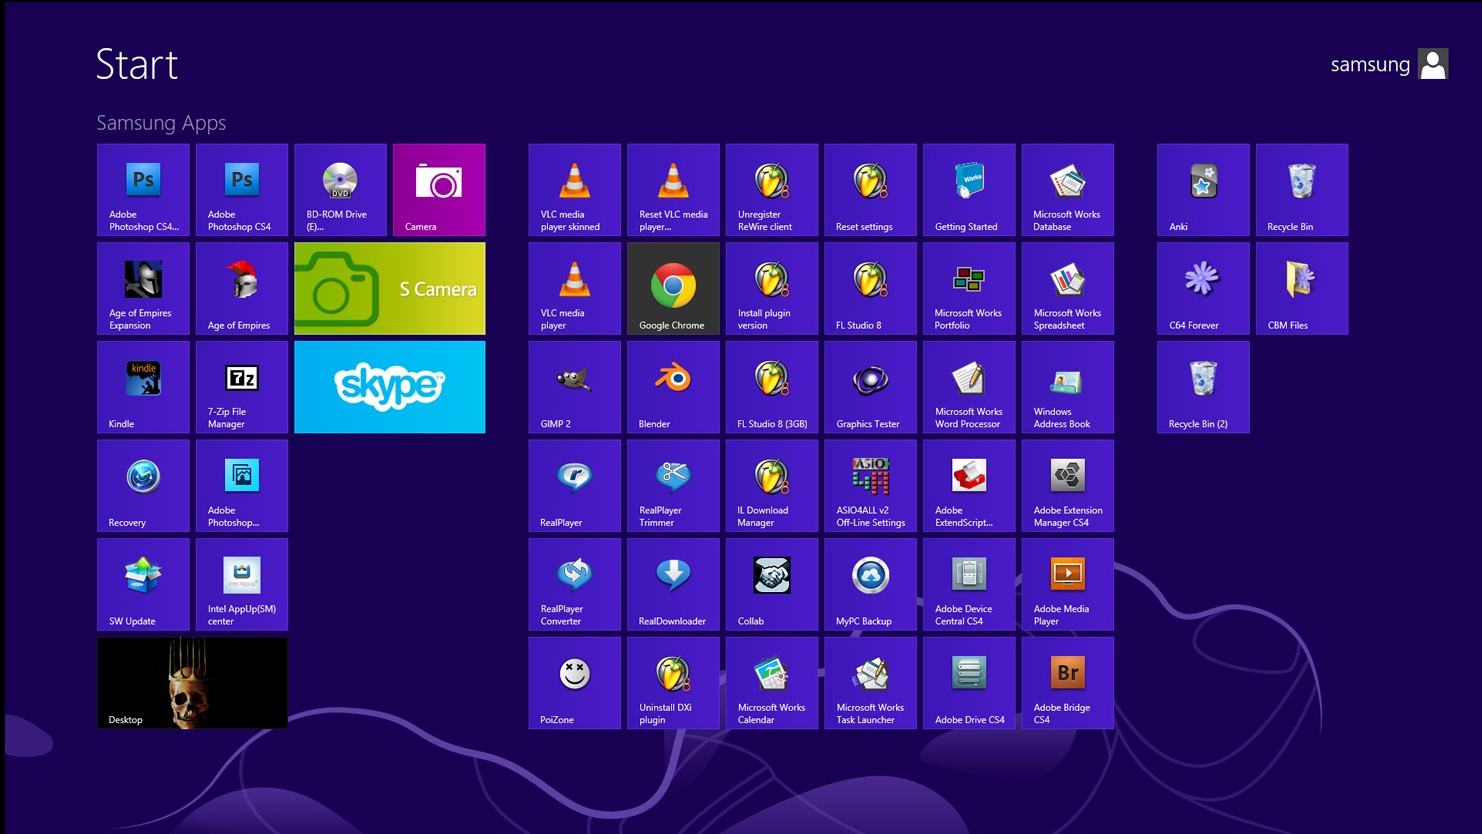 Start
samsung
Samsung Apps
Ps
Adobe
Photoshop CS4...
Ps
Adobe
Photoshop CS4
DVD
BD-ROM Drive
(E)...
Camera
VLC media
player skinned
Reset VLC media
player...
Unregister
ReWire client
Reset settings
Works
Getting Started
Microsoft Works
Database
Anki
Recycle Bin
Age of Empires
Expansion
Age of Empires
S Camera
VLC media
player
Google Chrome
Install plugin
version
FL Studio 8
Microsoft Works
Portfolio
Microsoft Works
Spreadsheet
C64 Forever
CBM Files
kindle
Kindle
7z
7-Zip File
Manager
skype™
GIMP 2
Blender
FL Studio 8 (3GB)
Graphics Tester
Microsoft Works
Word Processor
Windows
Address Book
Recycle Bin (2)
Recovery
Adobe
Photoshop...
RealPlayer
RealPlayer
Trimmer
IL Download
Manager
ASIO
ASIO4ALL v2
Off-Line Settings
Adobe
ExtendScript...
Adobe Extension
Manager CS4
SW Update
Intel AppUp
Intel AppUp(SM)
center
RealPlayer
Converter
RealDownloader
Collab
MyPC Backup
Adobe Device
Central CS4
Adobe Media
Player
Desktop
PoiZone
Uninstall DXi
plugin
Microsoft Works
Calendar
Microsoft Works
Task Launcher
Adobe Drive CS4
Br
Adobe Bridge
CS4